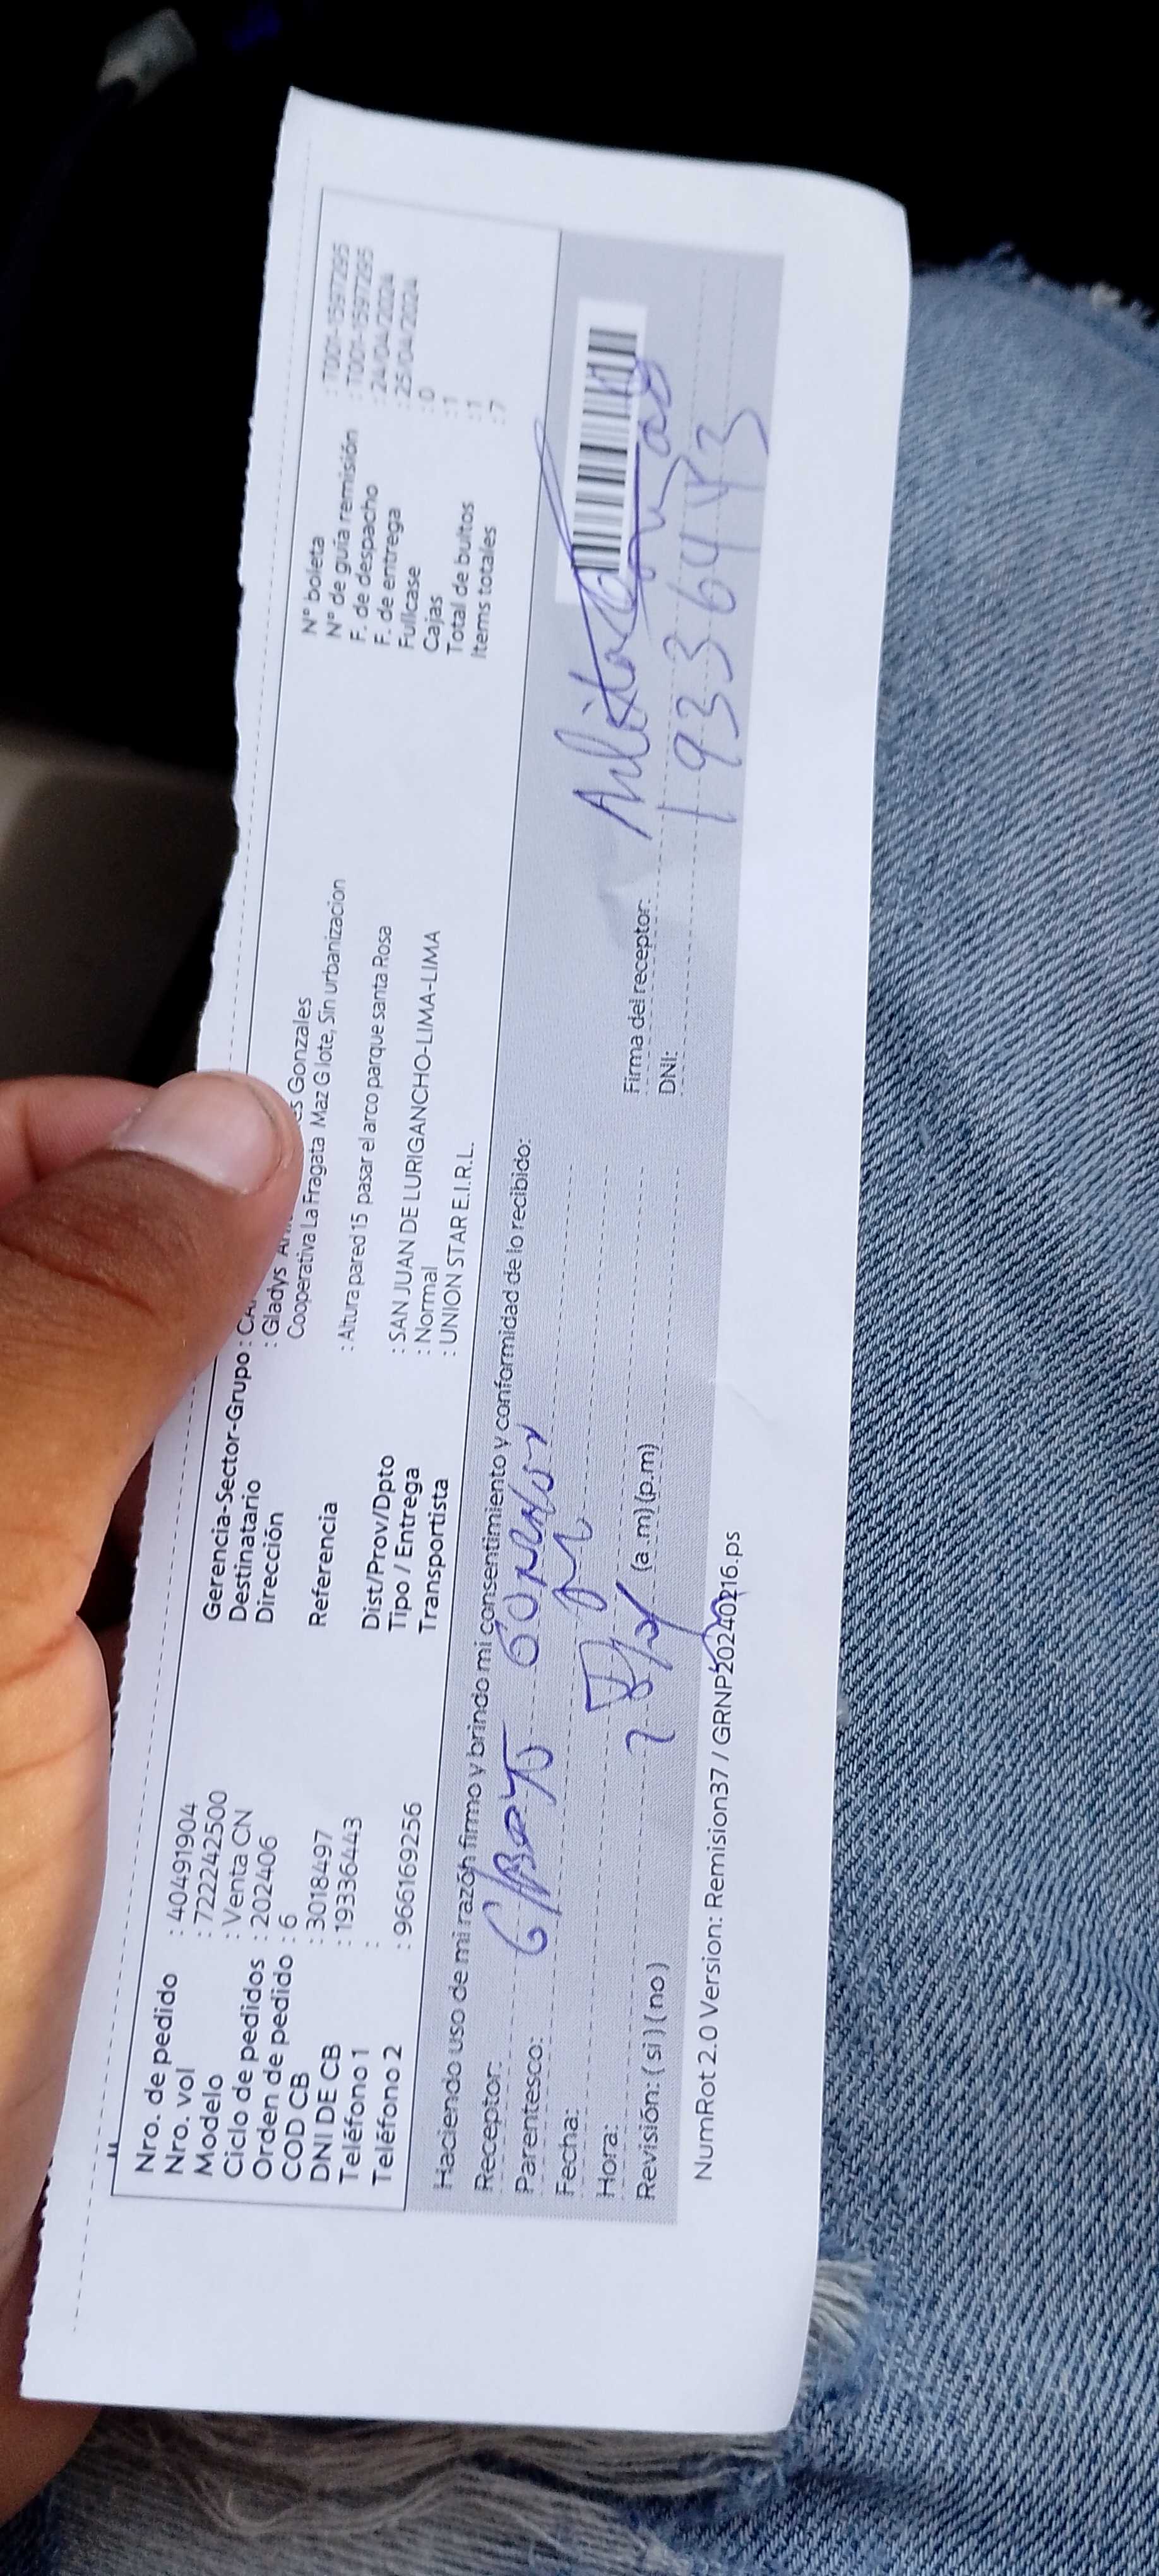 Nro. de pedido : 40491904
Nro. vol : 7222242500
Modelo : Venta CN
Ciclo de pedidos : 202406
Orden de pedido : 6
COD CB : 3018497
DNI DE CB : 19336443
Teléfono 1 :
Teléfono 2 : 966169256
Gerencia-Sector-Grupo :
Destinatario : Gladys Gonzales
Dirección Cooperativa La Fragata Maz G lote, Sin urbanizacion
Referencia : Altura pared 15 pasar el arco parque santa Rosa
Dist/Prov/Dpto : SAN JUAN DE LURIGANCHO-LIMA-LIMA
Tipo / Entrega : Normal
Transportista : UNION STAR E.I.R.L.
N° boleta : T001-1597295
N° de guía remisión : T001-1597295
F. de despacho : 24/04/2024
F. de entrega : 25/04/2024
Fullcase : 0
Cajas : 1
Total de bultos : 1
Items totales : 7
Haciendo uso de mi razón firmo y brindo mi consentimiento y conformidad de lo recibido:
Receptor:
Parentesco:
Fecha:
Hora: (a.m) (p.m)
Revisión: ( si ) ( no )
Firma del receptor:
DNI: 19336443
NumRot 2.0 Version: Remision37 / GRNP20240216.ps